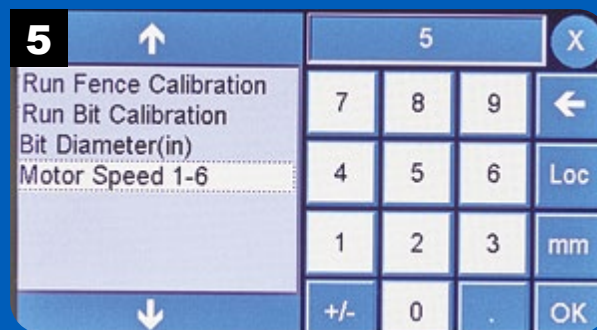 5
5
X
Run Fence Calibration
Run Bit Calibration
Bit Diameter(in)
Motor Speed 1-6
7 8 9
4 5 6 Loc
1 2 3 mm
+/- 0 . OK